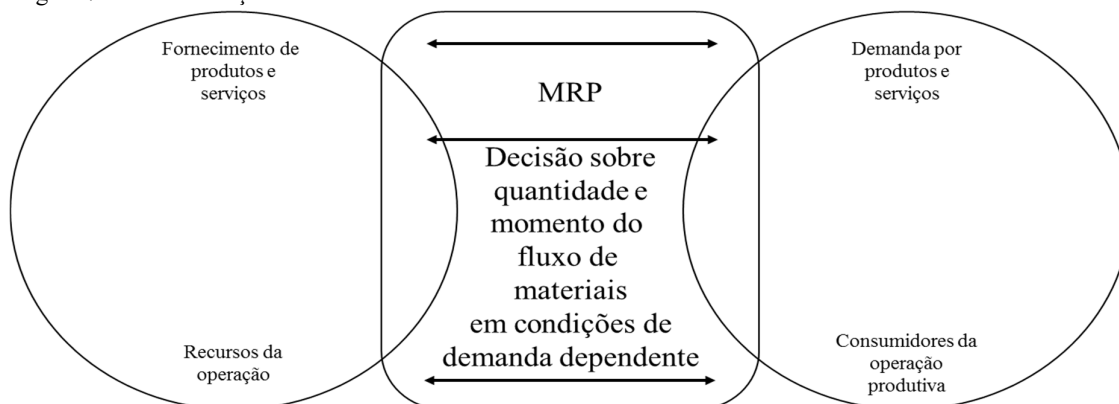 Fornecimento de
produtos e
serviços
Recursos da
operação
MRP
Decisão sobre
quantidade e
momento do
fluxo de
materiais
em condições de
demanda dependente
Demanda por
produtos e
serviços
Consumidores da
operação
produtiva